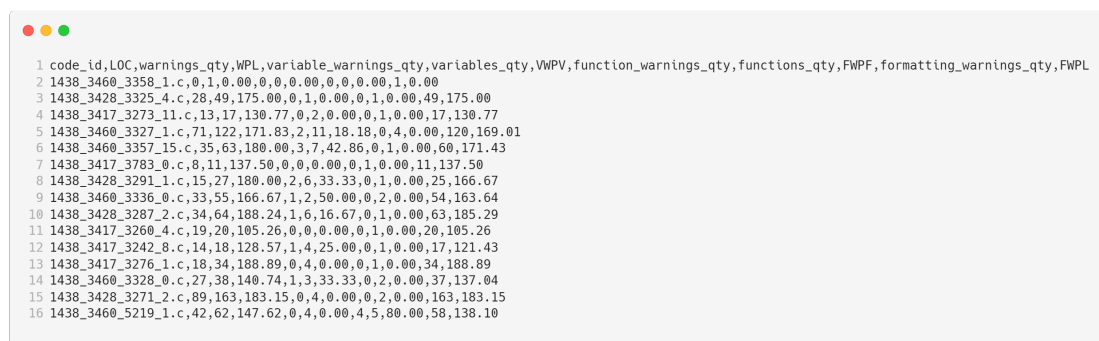 1 code_id,LOC,warnings_qty,WPL,variable_warnings_qty,variables_qty,VWPV,function_warnings_qty,functions_qty,FWPF,formatting_warnings_qty,FWPL
2 1438_3460_3358_1.c,0,1,0.00,0,0,0.00,0,0,0.00,1,0.00
3 1438_3428_3325_4.c,28,49,175.00,0,1,0.00,0,1,0.00,49,175.00
4 1438_3417_3273_11.c,13,17,130.77,0,2,0.00,0,1,0.00,17,130.77
5 1438_3460_3327_1.c,71,122,171.83,2,11,18.18,0,4,0.00,120,169.01
6 1438_3460_3357_15.c,35,63,180.00,3,7,42.86,0,1,0.00,60,171.43
7 1438_3417_3783_0.c,8,11,137.50,0,0,0.00,0,1,0.00,11,137.50
8 1438_3428_3291_1.c,15,27,180.00,2,6,33.33,0,1,0.00,25,166.67
9 1438_3460_3336_0.c,33,55,166.67,1,2,50.00,0,2,0.00,54,163.64
10 1438_3428_3287_2.c,34,64,188.24,1,6,16.67,0,1,0.00,63,185.29
11 1438_3417_3260_4.c,19,20,105.26,0,0,0.00,0,1,0.00,20,105.26
12 1438_3417_3242_8.c,14,18,128.57,1,4,25.00,0,1,0.00,17,121.43
13 1438_3417_3276_1.c,18,34,188.89,0,4,0.00,0,1,0.00,34,188.89
14 1438_3460_3328_0.c,27,38,140.74,1,3,33.33,0,2,0.00,37,137.04
15 1438_3428_3271_2.c,89,163,183.15,0,4,0.00,0,2,0.00,163,183.15
16 1438_3460_5219_1.c,42,62,147.62,0,4,0.00,4,5,80.00,58,138.10